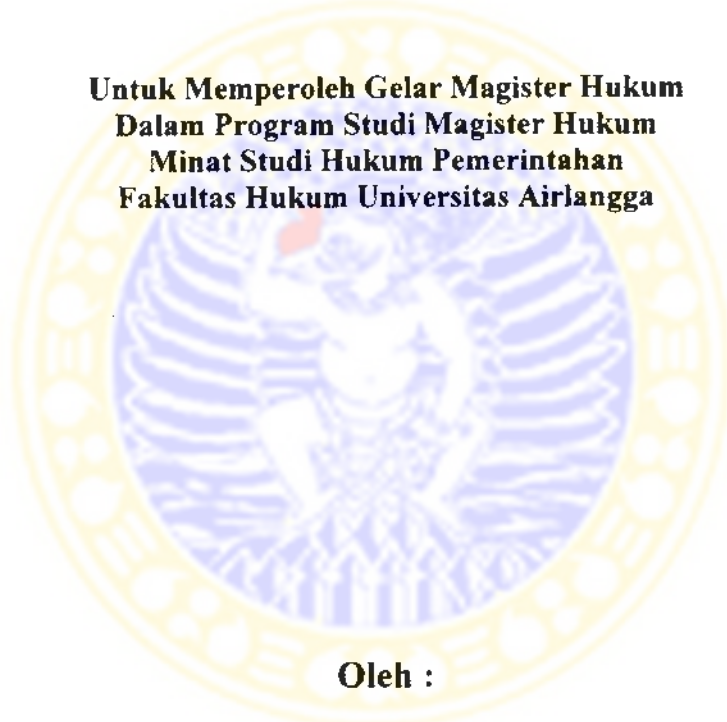 Untuk Memperoleh Gelar Magister Hukum
Dalam Program Studi Magister Hukum
Minat Studi Hukum Pemerintahan
Fakultas Hukum Universitas Airlangga
Oleh :